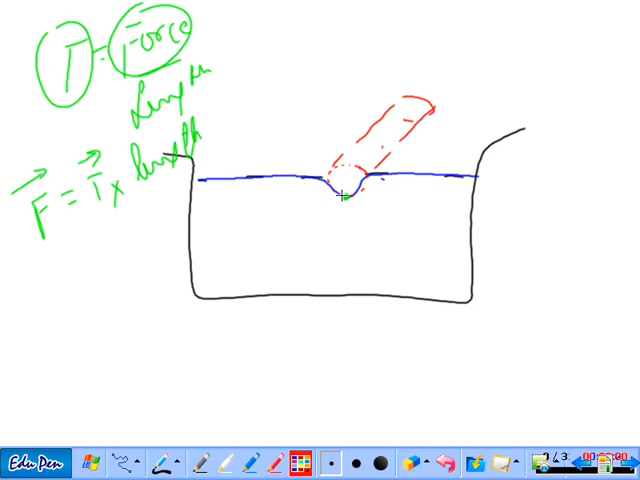 T = Force
Length
F = T x length
Edu Pen